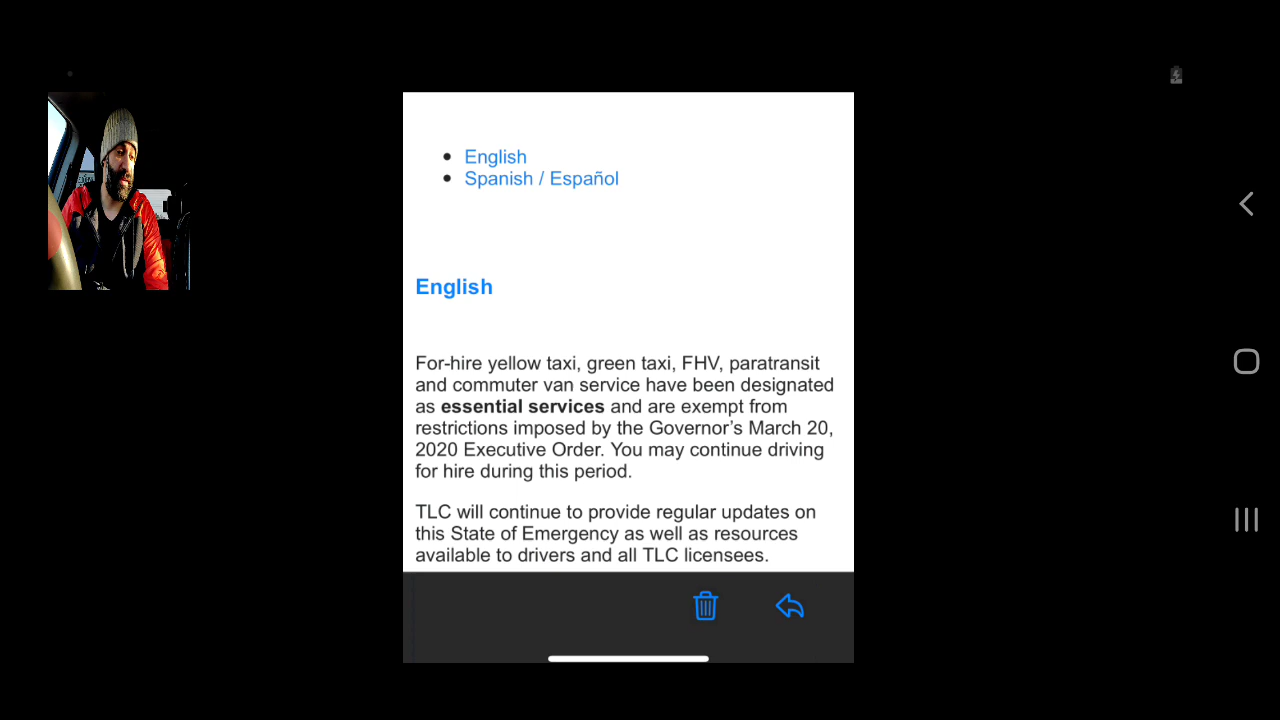 English
Spanish / Español
English
For-hire yellow taxi, green taxi, FHV, paratransit
and commuter van service have been designated
as essential services and are exempt from
restrictions imposed by the Governor’s March 20,
2020 Executive Order. You may continue driving
for hire during this period.
TLC will continue to provide regular updates on
this State of Emergency as well as resources
available to drivers and all TLC licensees.